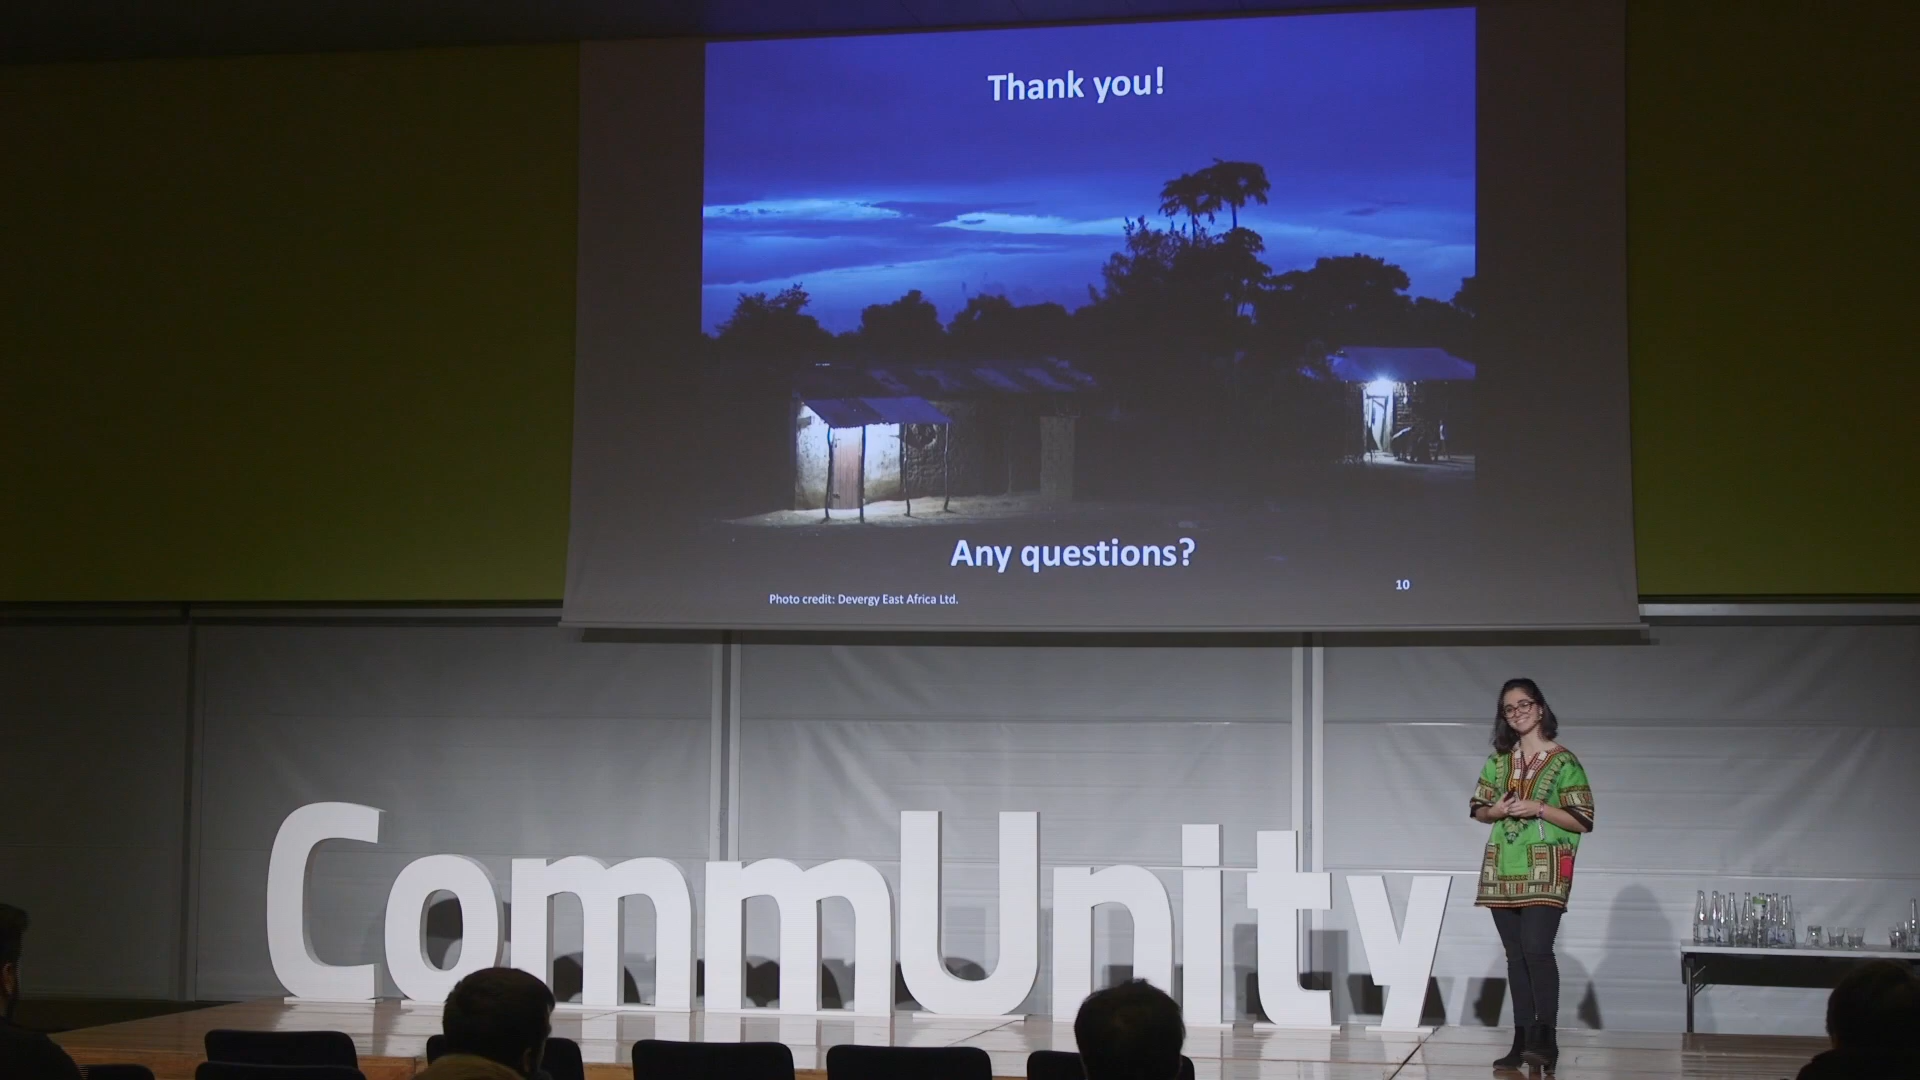 Thank you!
Any questions?
10
Photo credit: Devergy East Africa Ltd.
CommUnity